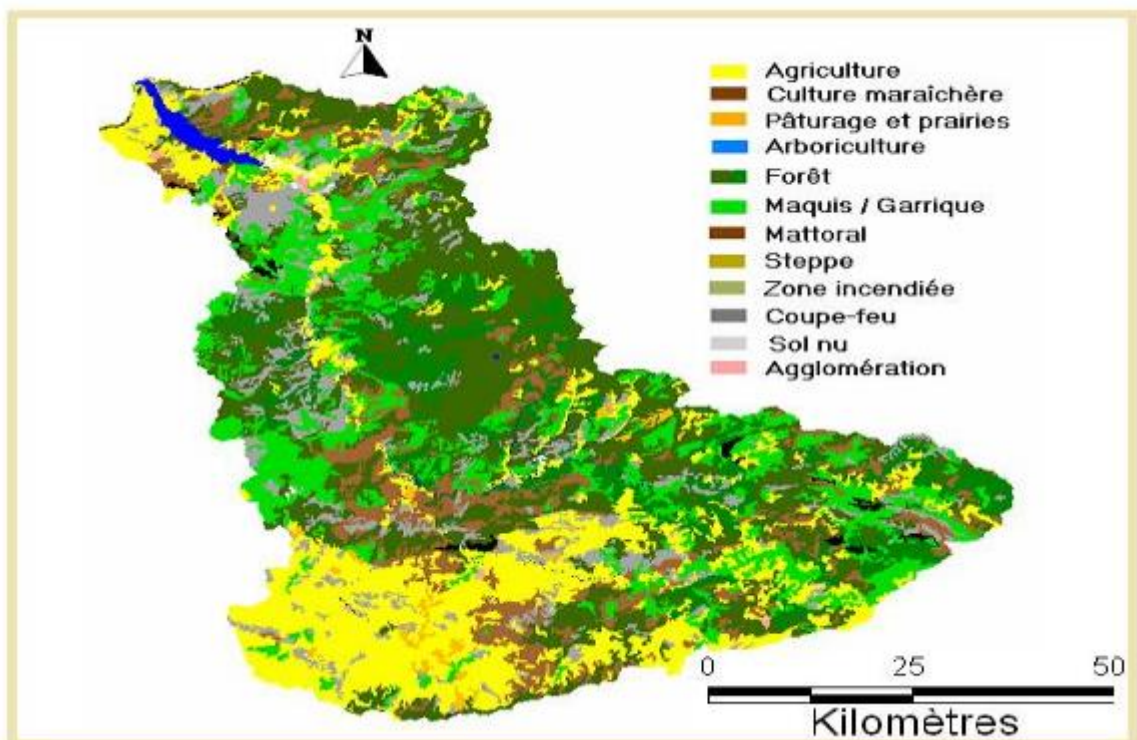 N
Agriculture
Culture maraîchère
Pâturage et prairies
Arboriculture
Forêt
Maquis / Garrique
Mattoral
Steppe
Zone incendiée
Coupe-feu
Sol nu
Agglomération
0 25 50
Kilomètres